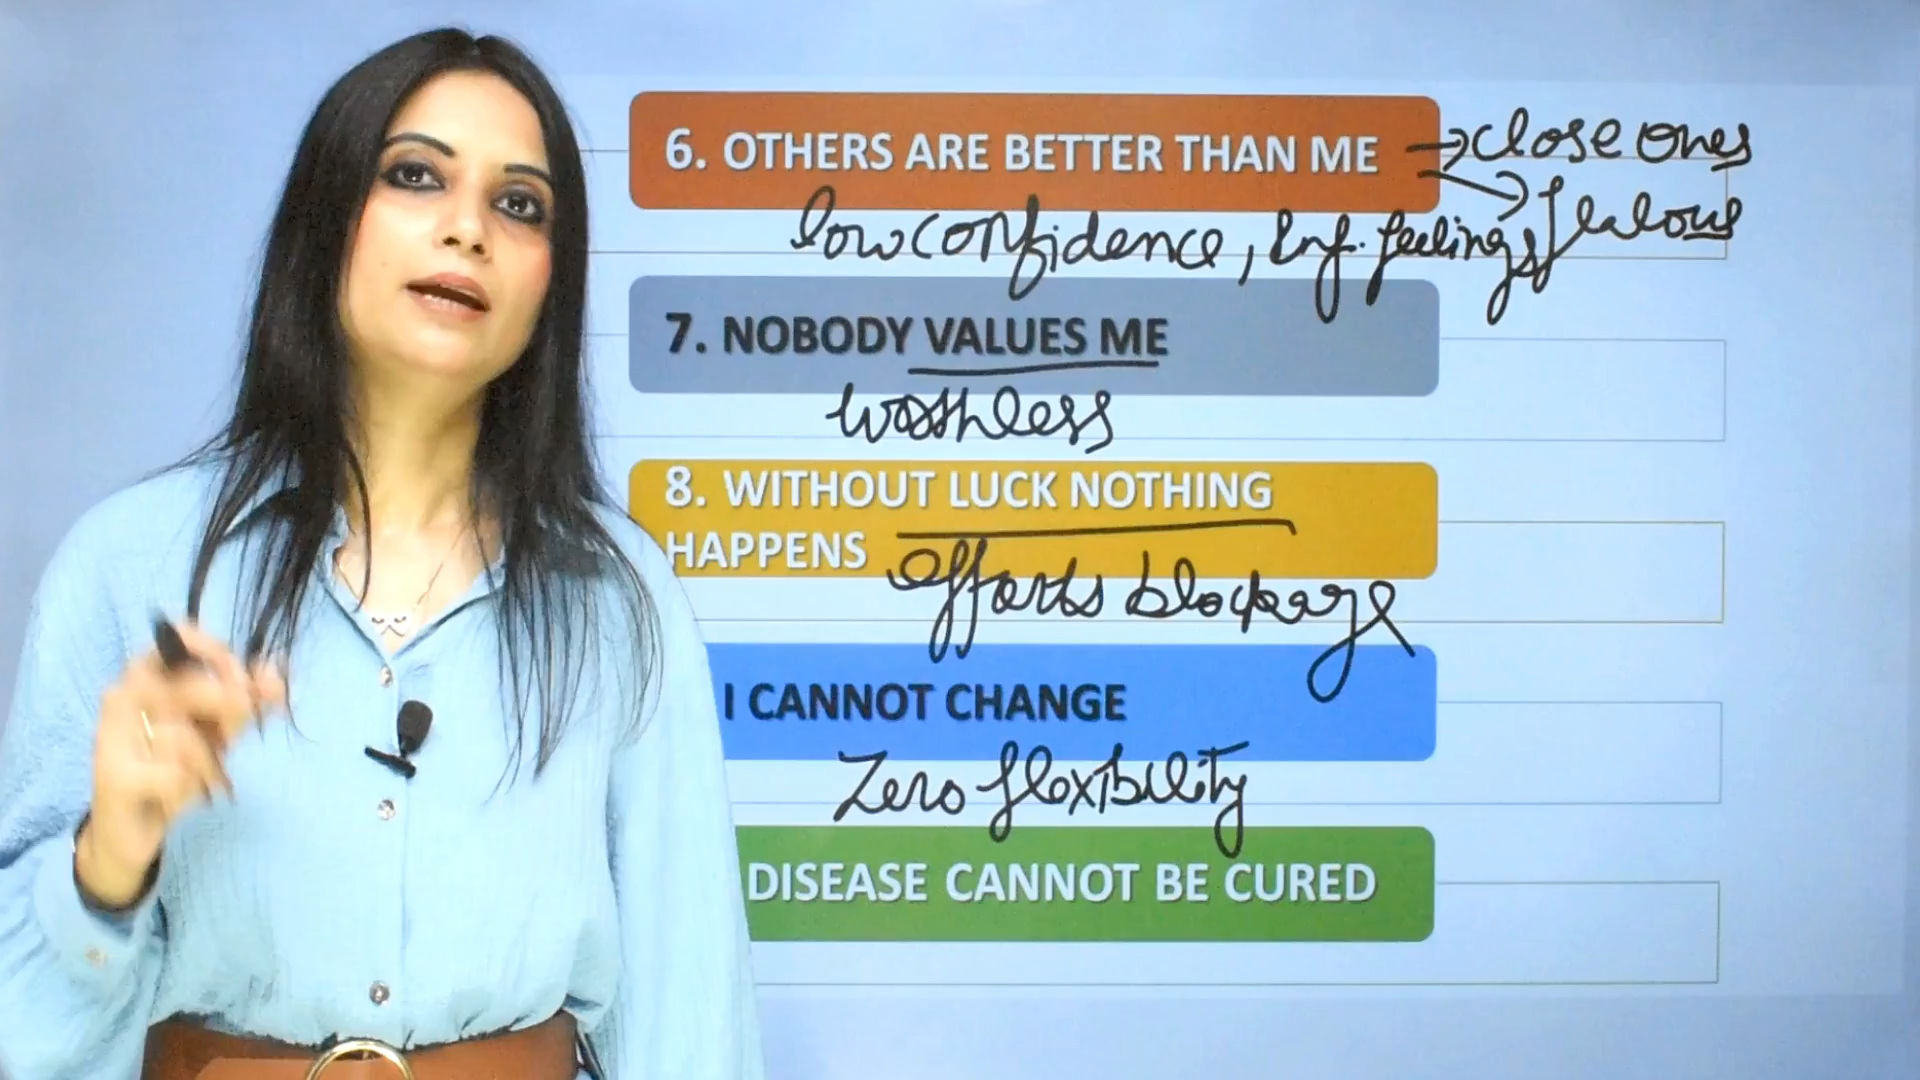 6. OTHERS ARE BETTER THAN ME → close ones
→ Jealous
low confidence, Inf. feelings
7. NOBODY VALUES ME
worthless
8. WITHOUT LUCK NOTHING
HAPPENS
efforts blockage
I CANNOT CHANGE
Zero flexibility
DISEASE CANNOT BE CURED